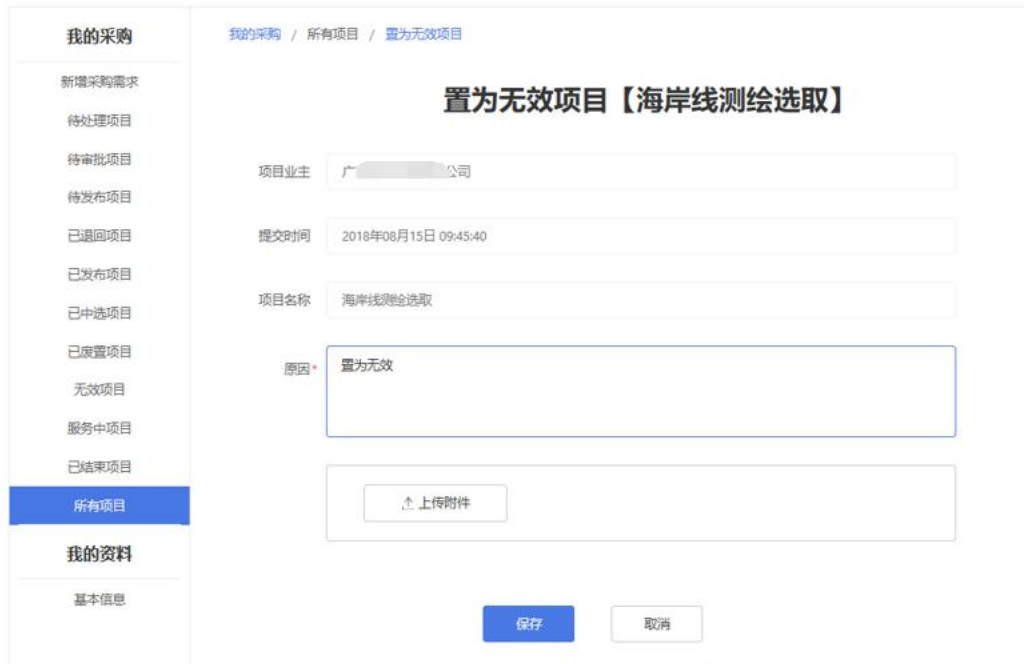 我的采购
新增采购需求
待处理项目
待审批项目
待发布项目
已退回项目
已发布项目
已中选项目
已废置项目
无效项目
服务中项目
已结束项目
所有项目
我的资料
基本信息
我的采购 / 所有项目 / 置为无效项目
置为无效项目【海岸线测绘选取】
项目业主 广 公司
提交时间 2018年08月15日 09:45:40
项目名称 海岸线测绘选取
原因* 置为无效
上传附件
保存 取消